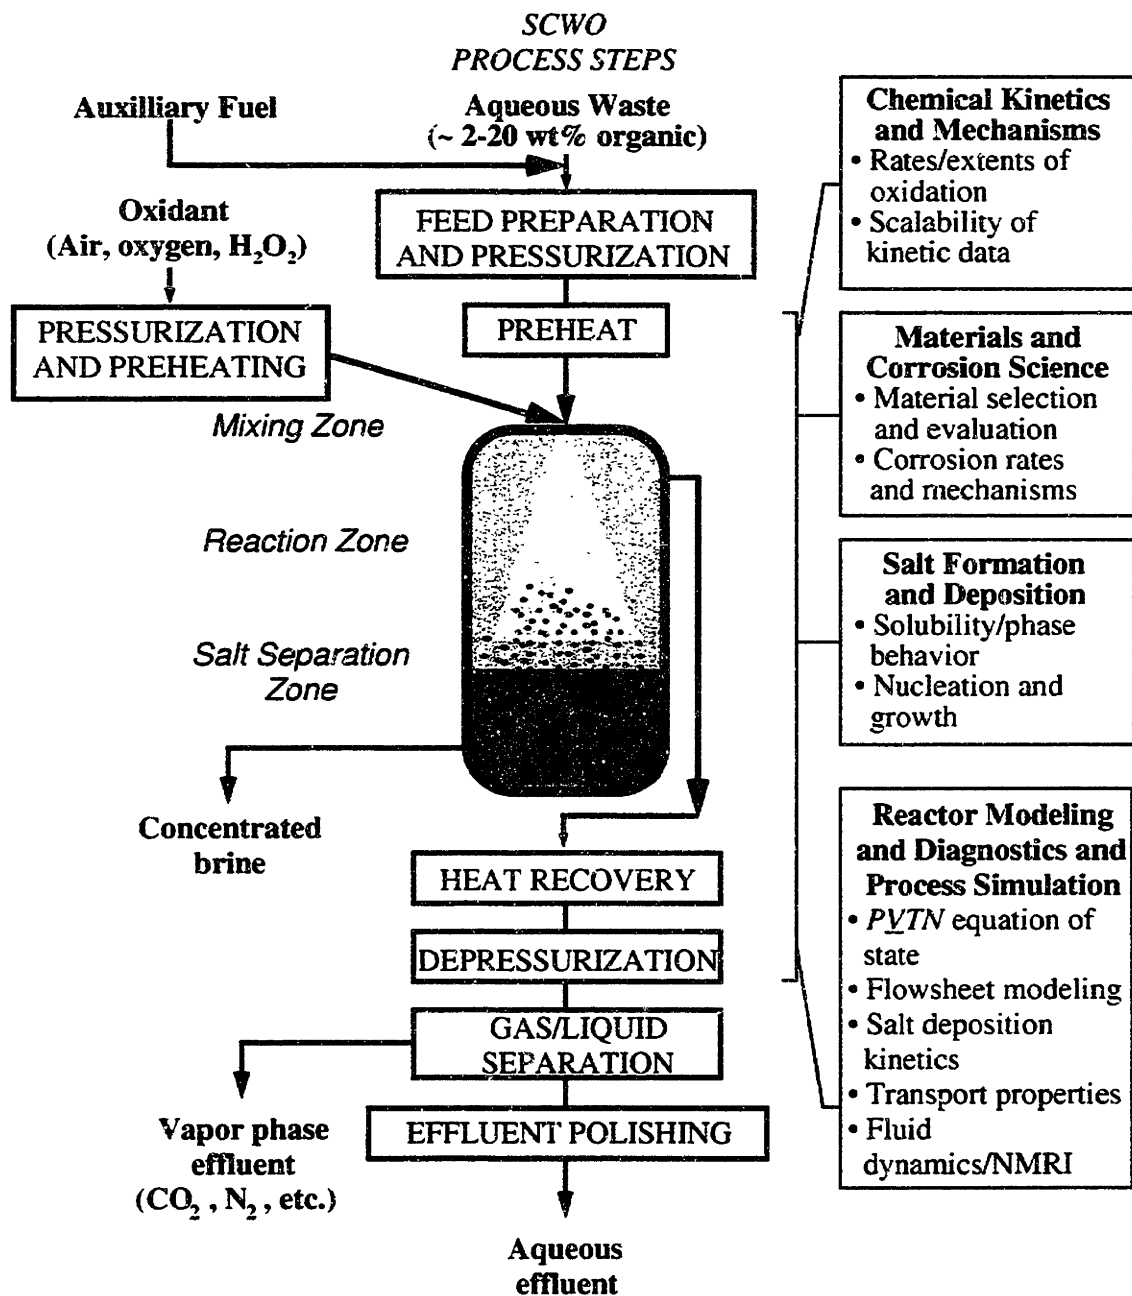 SCWO
PROCESS STEPS
Auxilliary Fuel
Aqueous Waste
(~ 2-20 wt% organic)
Oxidant
(Air, oxygen, H₂O₂)
FEED PREPARATION
AND PRESSURIZATION
PRESSURIZATION
AND PREHEATING
PREHEAT
Mixing Zone
Reaction Zone
Salt Separation
Zone
Concentrated
brine
HEAT RECOVERY
DEPRESSURIZATION
GAS/LIQUID
SEPARATION
Vapor phase
effluent
(CO₂ , N₂ , etc.)
EFFLUENT POLISHING
Aqueous
effluent
Chemical Kinetics
and Mechanisms
• Rates/extents of
oxidation
• Scalability of
kinetic data
Materials and
Corrosion Science
• Material selection
and evaluation
• Corrosion rates
and mechanisms
Salt Formation
and Deposition
• Solubility/phase
behavior
• Nucleation and
growth
Reactor Modeling
and Diagnostics and
Process Simulation
• PVTN equation of
state
• Flowsheet modeling
• Salt deposition
kinetics
• Transport properties
• Fluid
dynamics/NMRI